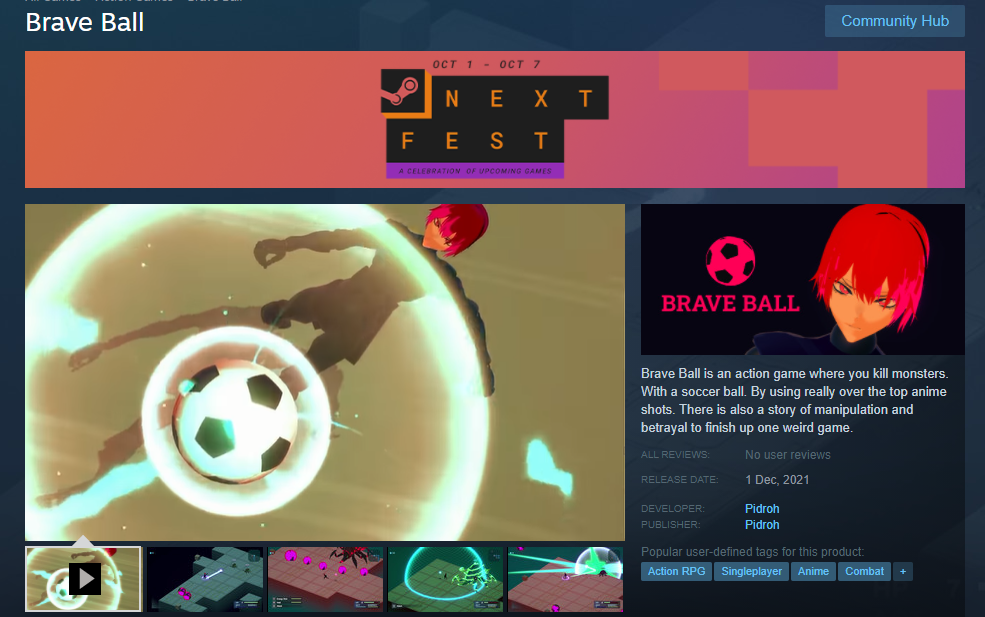 Brave Ball
Community Hub
OCT 1 - OCT 7
NEXT
FEST
A CELEBRATION OF UPCOMING GAMES
BRAVE BALL
Brave Ball is an action game where you kill monsters.
With a soccer ball. By using really over the top anime
shots. There is also a story of manipulation and
betrayal to finish up one weird game.
ALL REVIEWS: No user reviews
RELEASE DATE: 1 Dec, 2021
DEVELOPER: Pidroh
PUBLISHER: Pidroh
Popular user-defined tags for this product:
Action RPG Singleplayer Anime Combat +